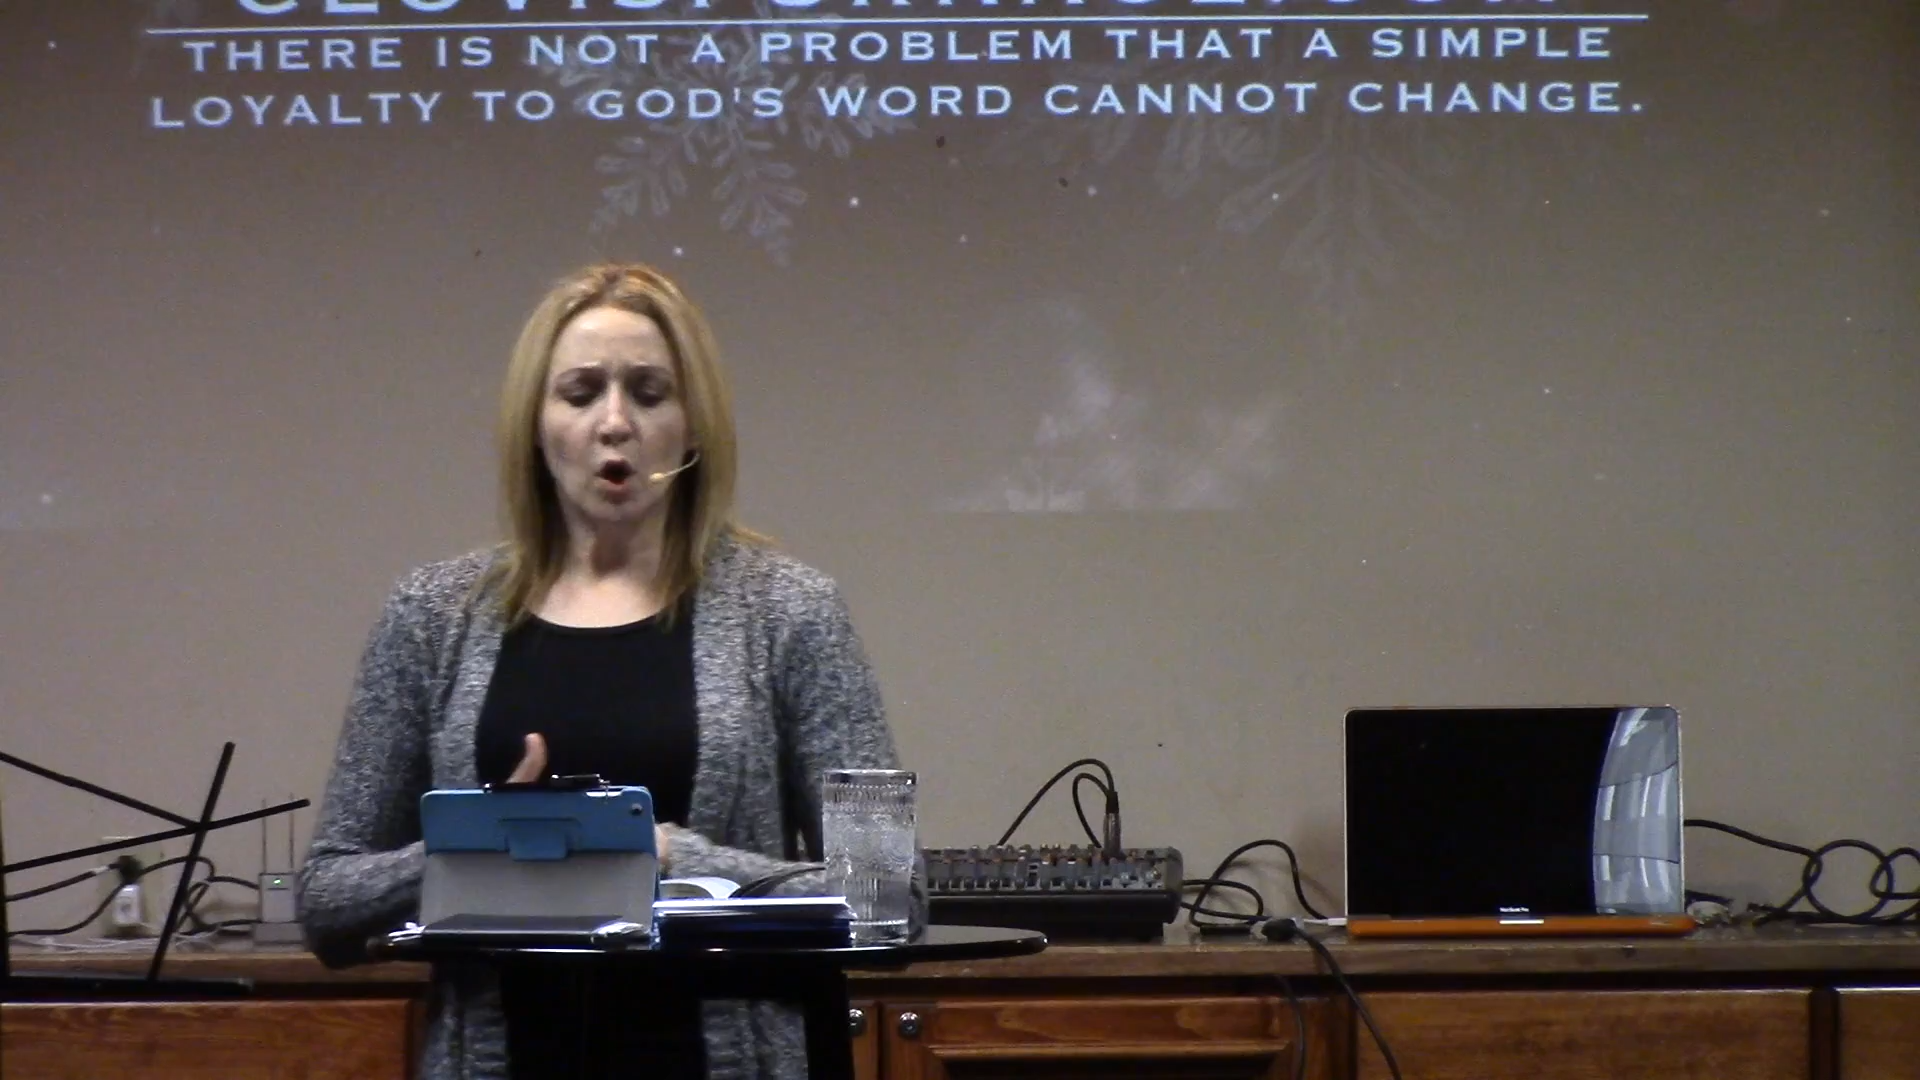 THERE IS NOT A PROBLEM THAT A SIMPLE
LOYALTY TO GOD'S WORD CANNOT CHANGE.